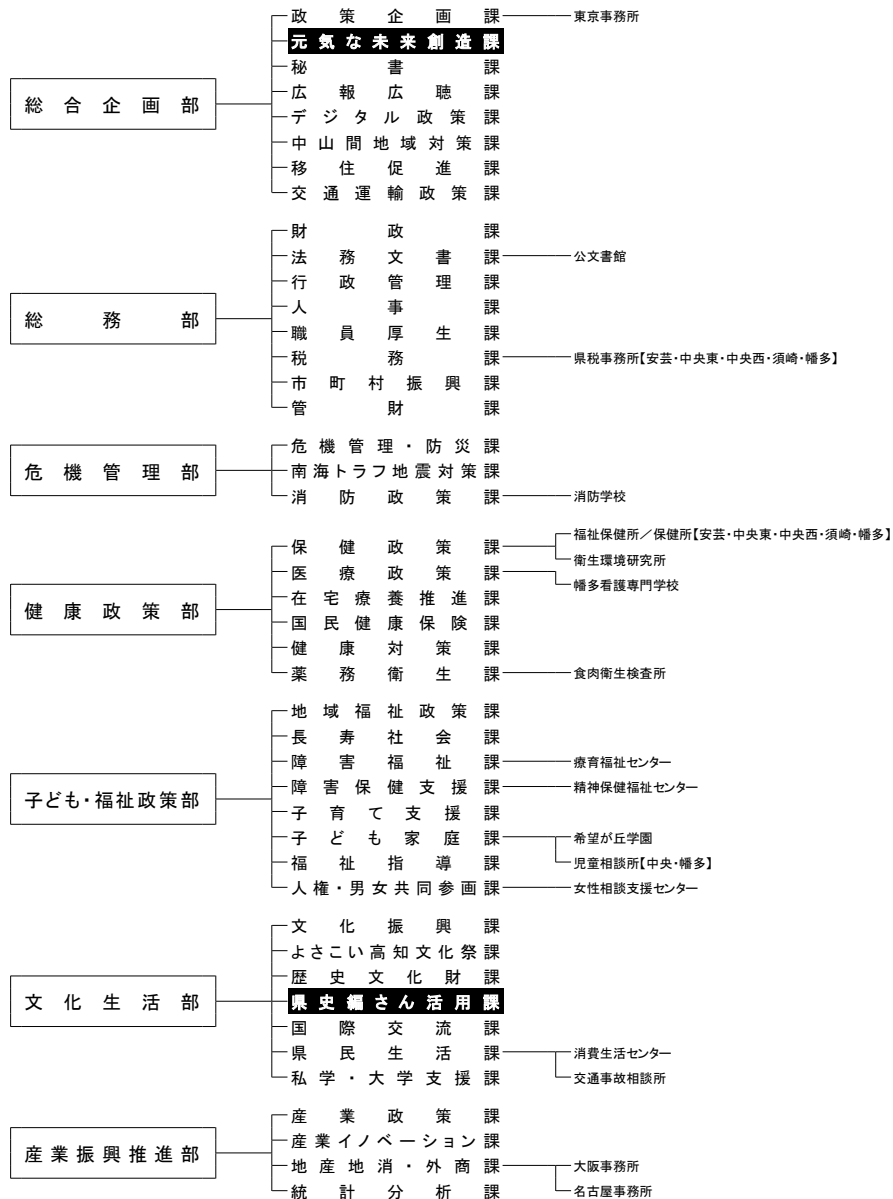 政策企画課 東京事務所
元気な未来創造課
秘書課
総合企画部 広報広聴課
デジタル政策課
中山間地域対策課
移住促進課
交通運輸政策課
財政課
法務文書課 公文書館
行政管理課
総務部 人事課
職員厚生課
税務課 県税事務所【安芸・中央東・中央西・須崎・幡多】
市町村振興課
管財課
危機管理・防災課
危機管理部 南海トラフ地震対策課
消防政策課 消防学校
福祉保健所／保健所【安芸・中央東・中央西・須崎・幡多】
保健政策課
衛生環境研究所
医療政策課
幡多看護専門学校
健康政策部 在宅療養推進課
国民健康保険課
健康対策課
薬務衛生課 食肉衛生検査所
地域福祉政策課
長寿社会課
障害福祉課 療育福祉センター
障害保健支援課 精神保健福祉センター
子ども・福祉政策部
子育て支援課
子ども家庭課 希望が丘学園
福祉指導課 児童相談所【中央・幡多】
人権・男女共同参画課 女性相談支援センター
文化振興課
よさこい高知文化祭課
歴史文化財課
文化生活部 県史編さん活用課
国際交流課
県民生活課 消費生活センター
私学・大学支援課 交通事故相談所
産業政策課
産業イノベーション課
産業振興推進部
地産地消・外商課 大阪事務所
統計分析課 名古屋事務所